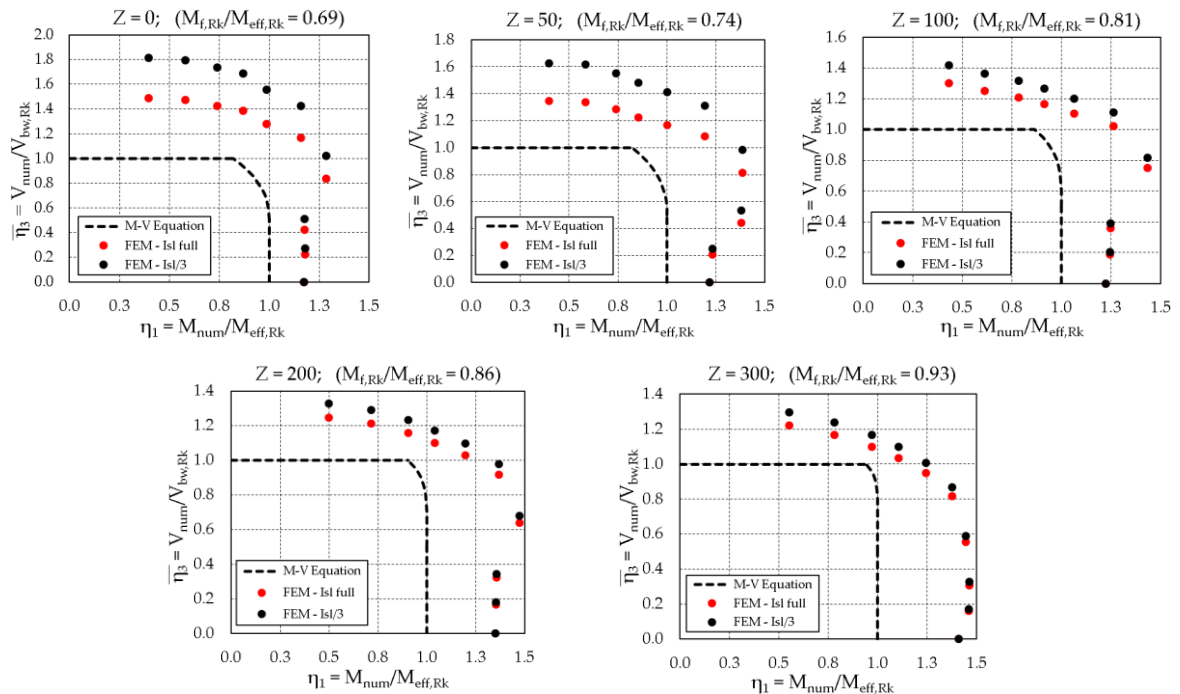 Z = 0; (Mf,Rk/Meff,Rk = 0.69)
2.0
1.8
1.6
1.4
1.2
1.0
0.8
0.6
0.4
0.2
0.0
η̅3 = Vnum/Vbw,Rk
M-V Equation
FEM - Isl full
FEM - Isl/3
0.0 0.3 0.5 0.8 1.0 1.3 1.5
η1 = Mnum/Meff,Rk
Z = 50; (Mf,Rk/Meff,Rk = 0.74)
1.8
1.6
1.4
1.2
1.0
0.8
0.6
0.4
0.2
0.0
η̅3 = Vnum/Vbw,Rk
M-V Equation
FEM - Isl full
FEM - Isl/3
0.0 0.3 0.5 0.8 1.0 1.3 1.5
η1 = Mnum/Meff,Rk
Z = 100; (Mf,Rk/Meff,Rk = 0.81)
1.6
1.4
1.2
1.0
0.8
0.6
0.4
0.2
0.0
η̅3 = Vnum/Vbw,Rk
M-V Equation
FEM - Isl full
FEM - Isl/3
0.0 0.3 0.5 0.8 1.0 1.3 1.5
η1 = Mnum/Meff,Rk
Z = 200; (Mf,Rk/Meff,Rk = 0.86)
1.4
1.2
1.0
0.8
0.6
0.4
0.2
0.0
η̅3 = Vnum/Vbw,Rk
M-V Equation
FEM - Isl full
FEM - Isl/3
0.0 0.3 0.5 0.8 1.0 1.3 1.5
η1 = Mnum/Meff,Rk
Z = 300; (Mf,Rk/Meff,Rk = 0.93)
1.4
1.2
1.0
0.8
0.6
0.4
0.2
0.0
η̅3 = Vnum/Vbw,Rk
M-V Equation
FEM - Isl full
FEM - Isl/3
0.0 0.3 0.5 0.8 1.0 1.3 1.5
η1 = Mnum/Meff,Rk